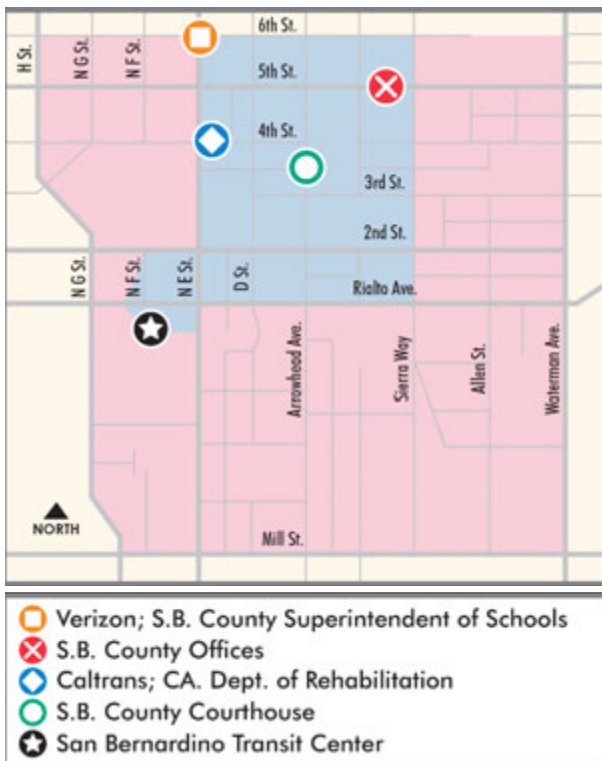 6th St.
H St.
N G St.
N F St.
5th St.
4th St.
3rd St.
2nd St.
N G St.
N F St.
N E St.
D St.
Rialto Ave.
Arrowhead Ave.
Sierra Way
Allen St.
Waterman Ave.
NORTH
Mill St.
Verizon; S.B. County Superintendent of Schools
S.B. County Offices
Caltrans; CA. Dept. of Rehabilitation
S.B. County Courthouse
San Bernardino Transit Center